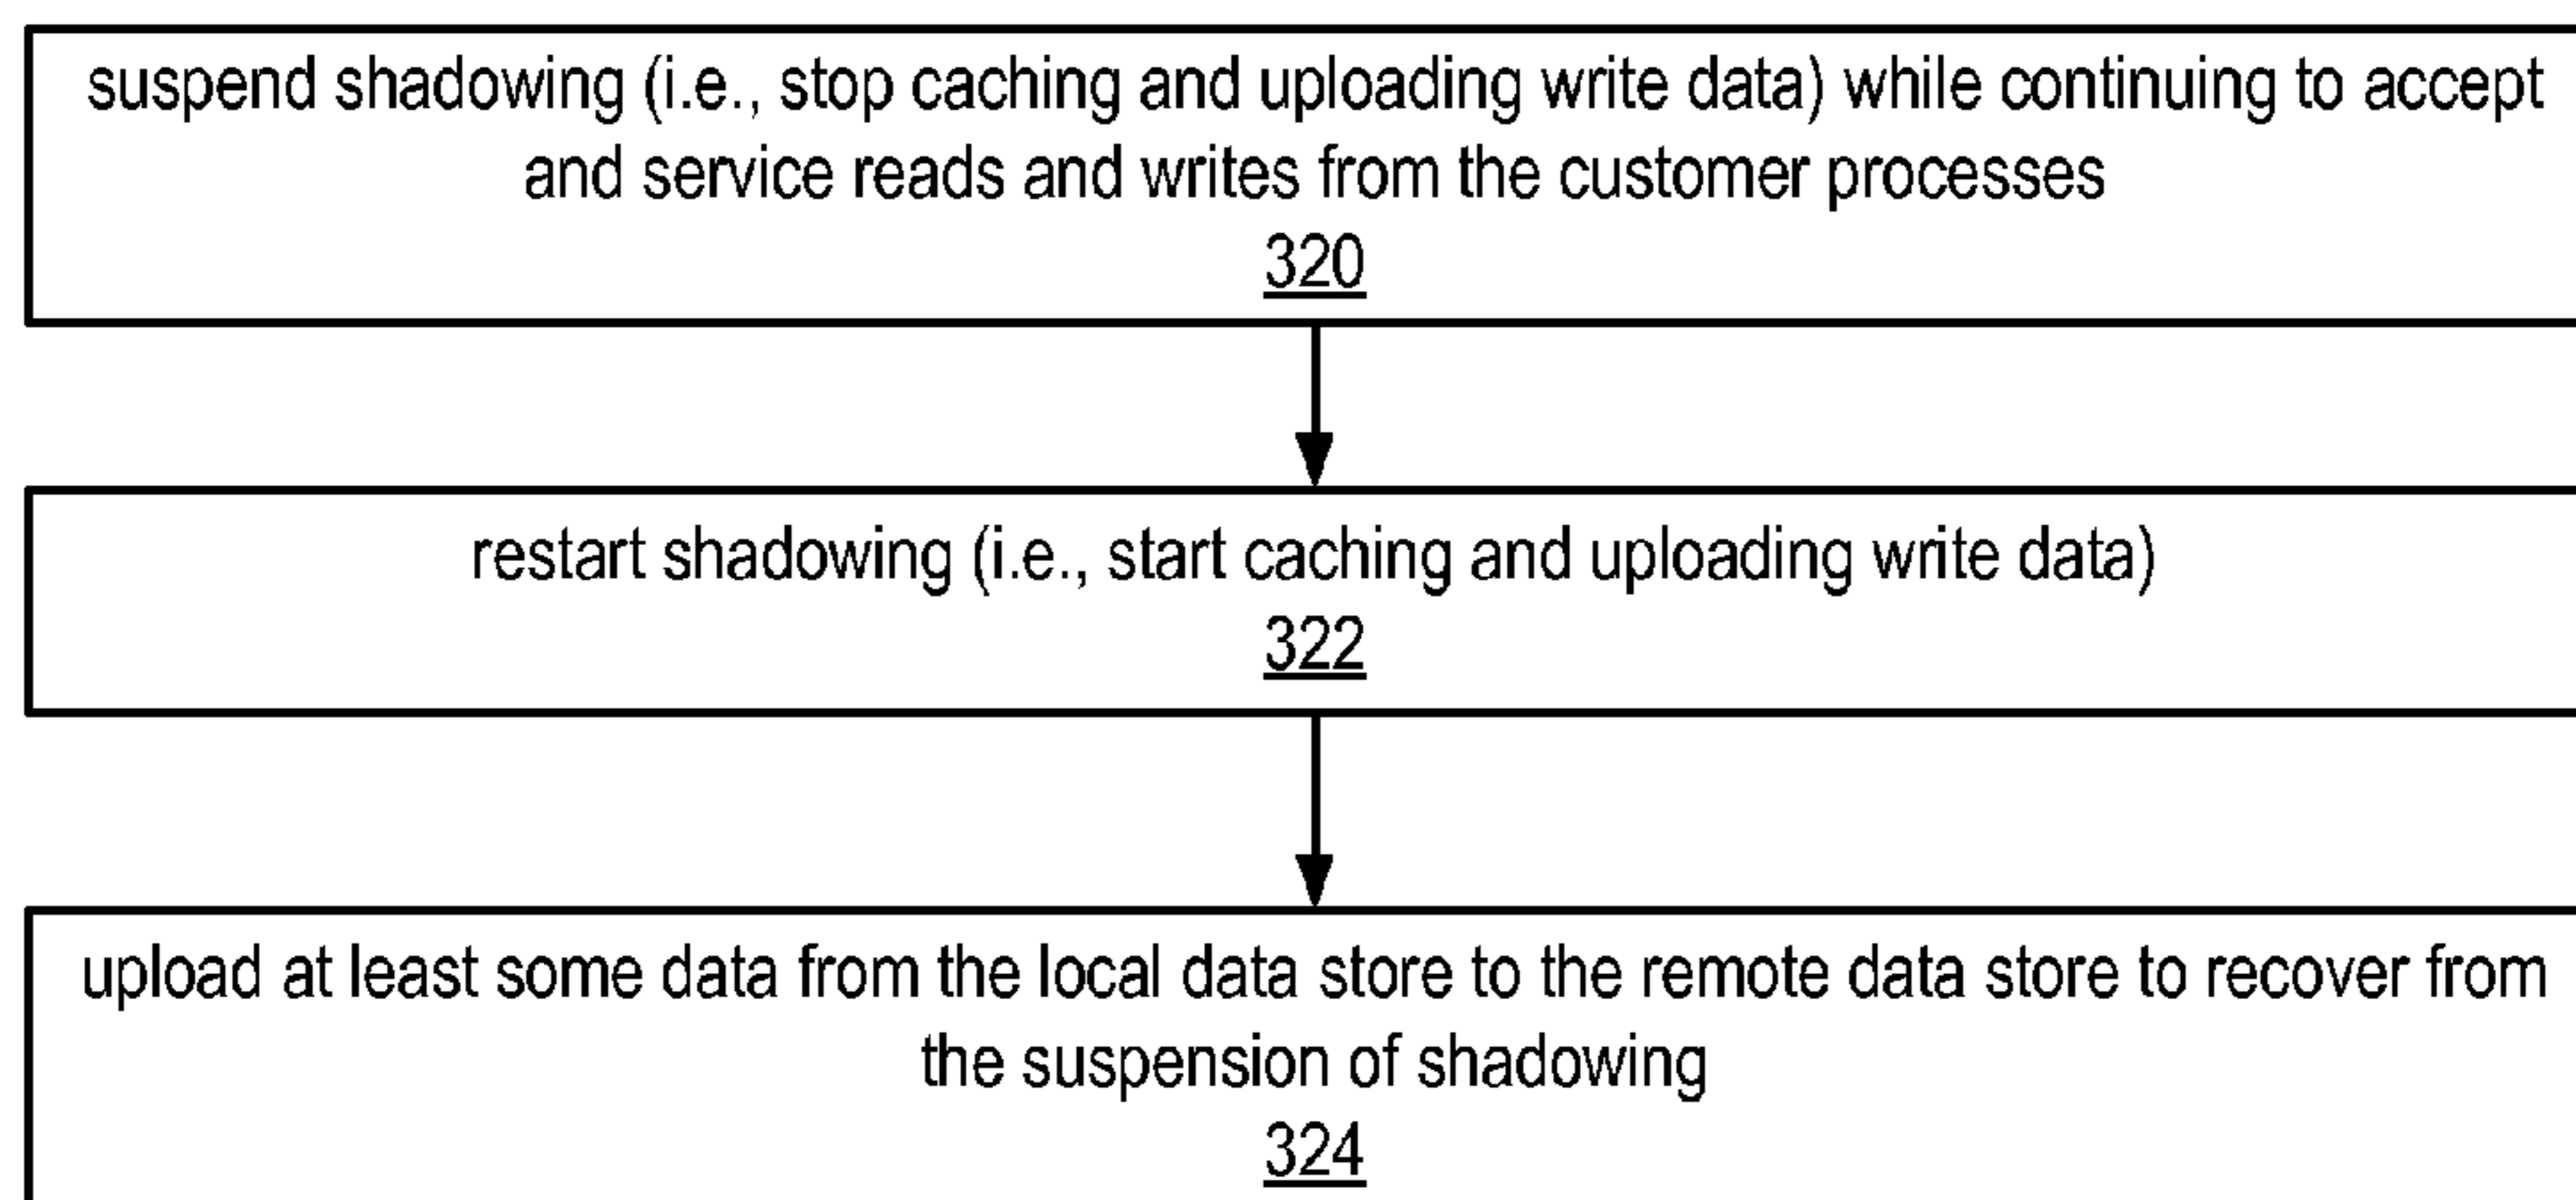 suspend shadowing (i.e., stop caching and uploading write data) while continuing to accept
and service reads and writes from the customer processes
320
restart shadowing (i.e., start caching and uploading write data)
322
upload at least some data from the local data store to the remote data store to recover from
the suspension of shadowing
324